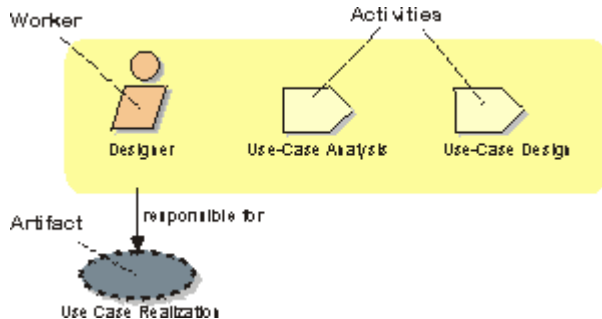 Worker
Activities
Designer
Use-Case Analysis
Use-Case Design
responsible for
Artifact
Use Case Realization